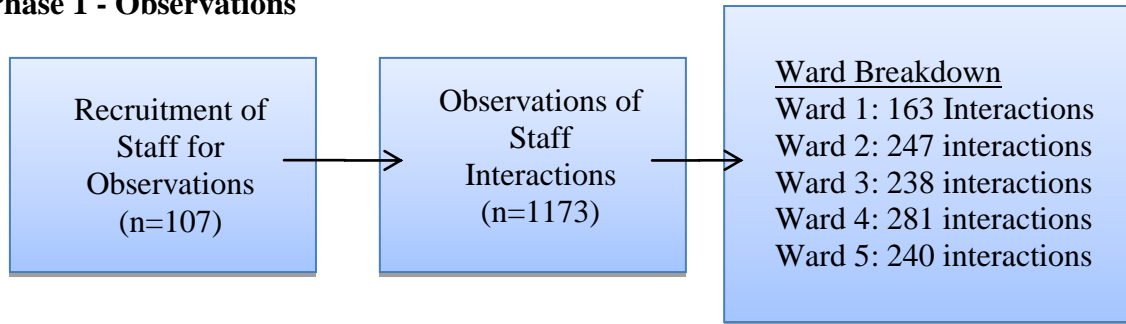 Phase 1 - Observations
Recruitment of
Staff for
Observations
(n=107)
Observations of
Staff
Interactions
(n=1173)
Ward Breakdown
Ward 1: 163 Interactions
Ward 2: 247 interactions
Ward 3: 238 interactions
Ward 4: 281 interactions
Ward 5: 240 interactions